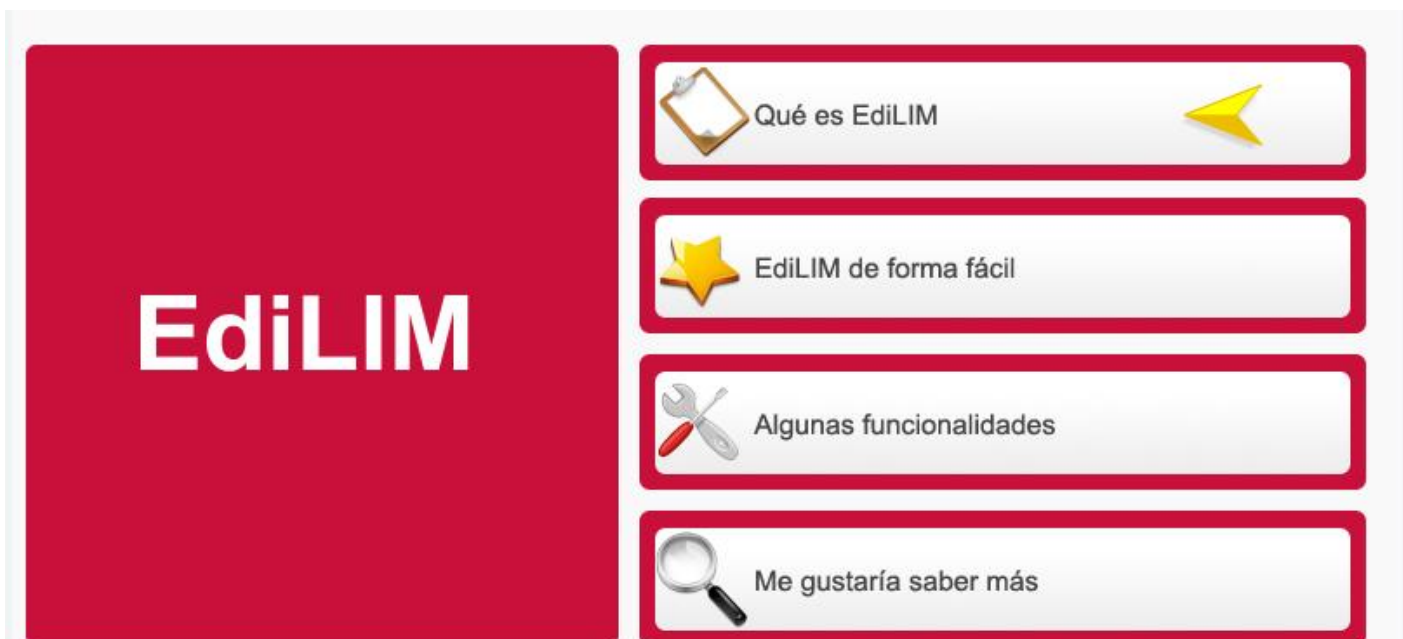 EdiLIM
Qué es EdiLIM
EdiLIM de forma fácil
Algunas funcionalidades
Me gustaría saber más